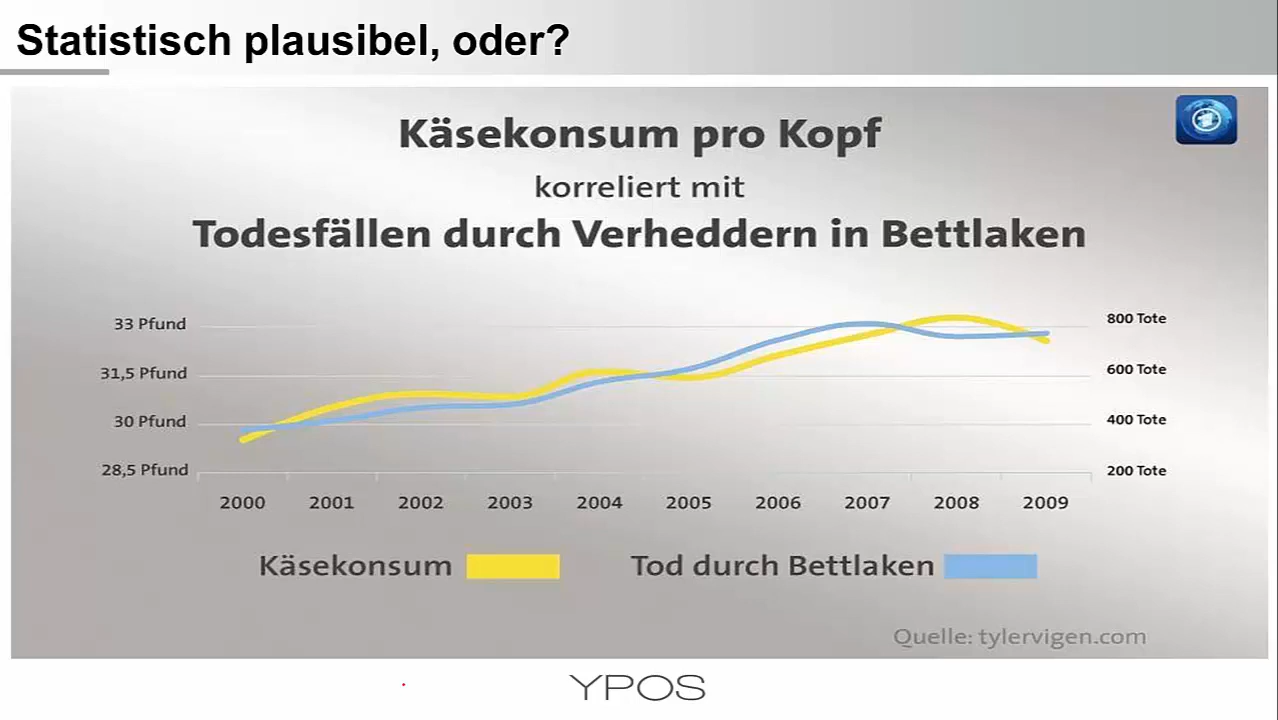 Statistisch plausibel, oder?
Käsekonsum pro Kopf
korreliert mit
Todesfällen durch Verheddern in Bettlaken
33 Pfund
800 Tote
31,5 Pfund
600 Tote
30 Pfund
400 Tote
28,5 Pfund
200 Tote
2000 2001 2002 2003 2004 2005 2006 2007 2008 2009
Käsekonsum
Tod durch Bettlaken
Quelle: tylervigen.com
YPOS